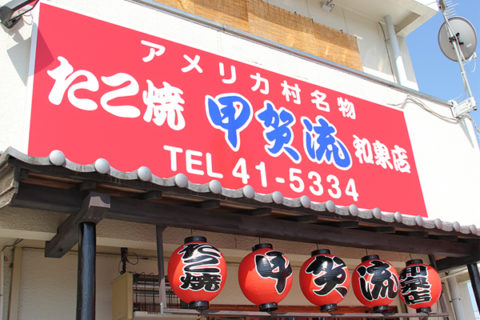 アメリカ村名物
たこ焼 甲賀流 和泉店
TEL 41-5334
たこ焼 甲 賀 流 和泉店